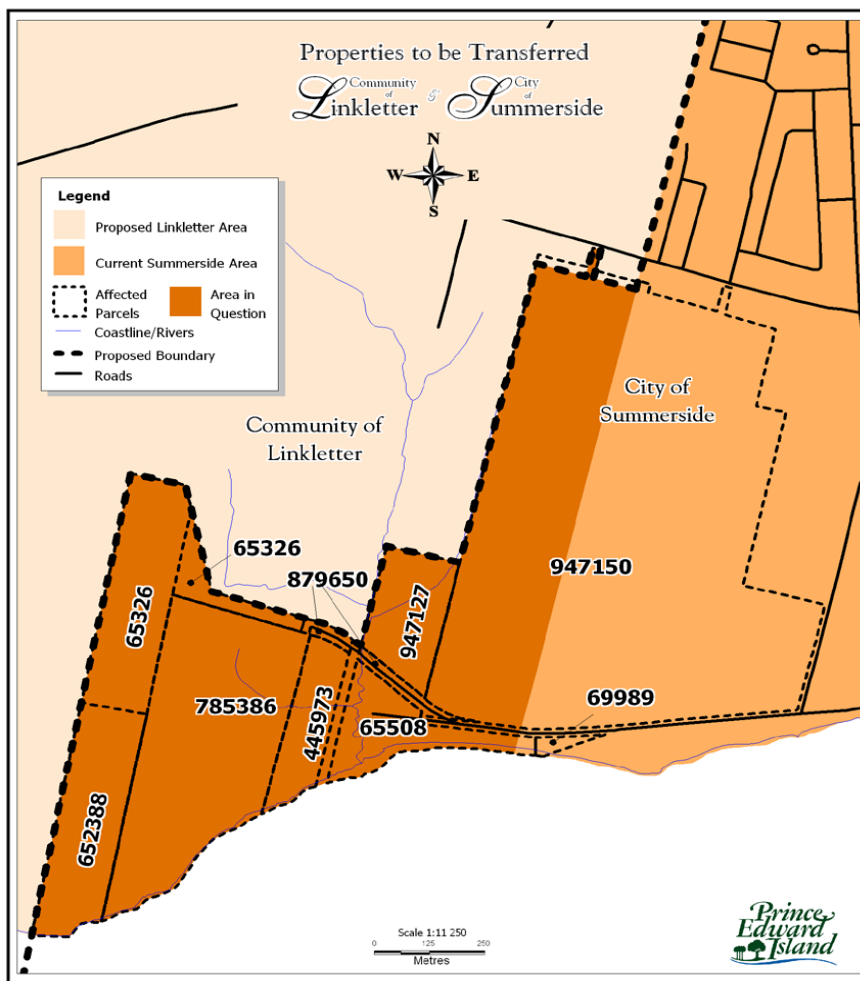 Properties to be Transferred
Community of Linkletter & City of Summerside
N
W E
S
Legend
Proposed Linkletter Area
Current Summerside Area
Affected Parcels
Area in Question
Coastline/Rivers
Proposed Boundary
Roads
City of
Summerside
Community of
Linkletter
65326
879650
947150
947127
65326
785386
445973
65508
69989
652388
Scale 1:11 250
0 125 250
Metres
Prince
Edward
Island